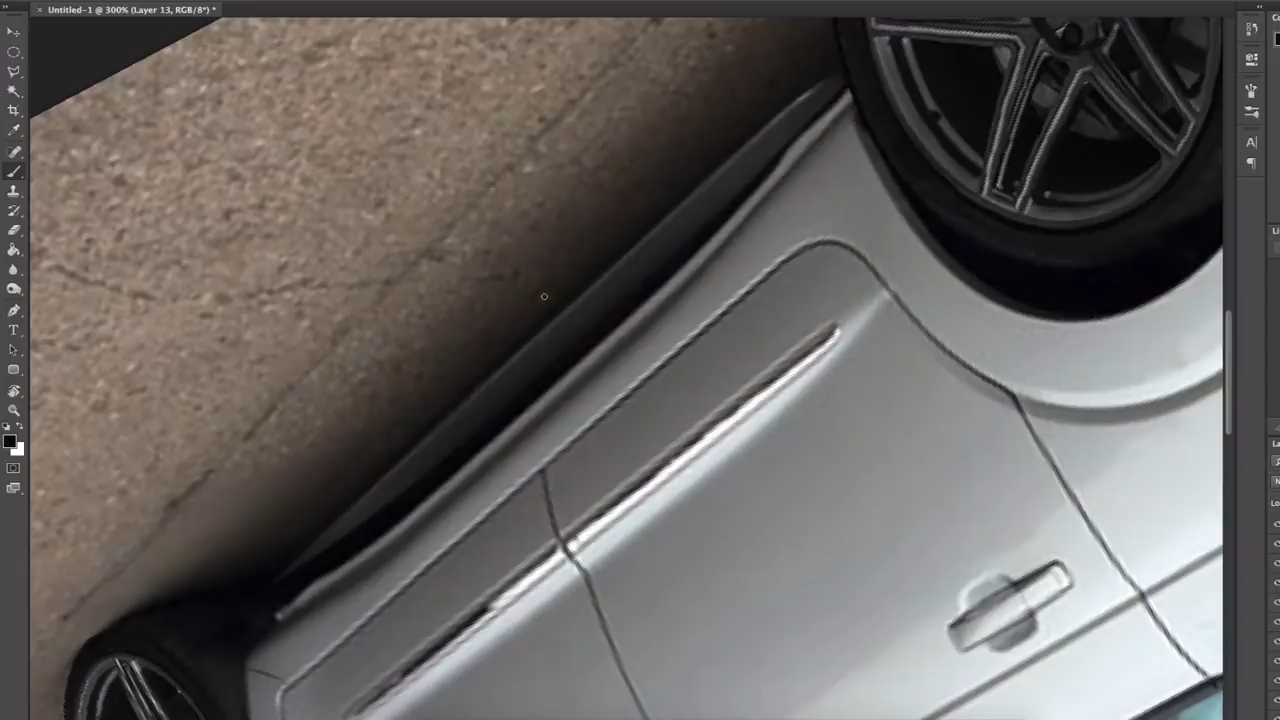 Untitled-1 @ 300% (Layer 13, RGB/8*) *